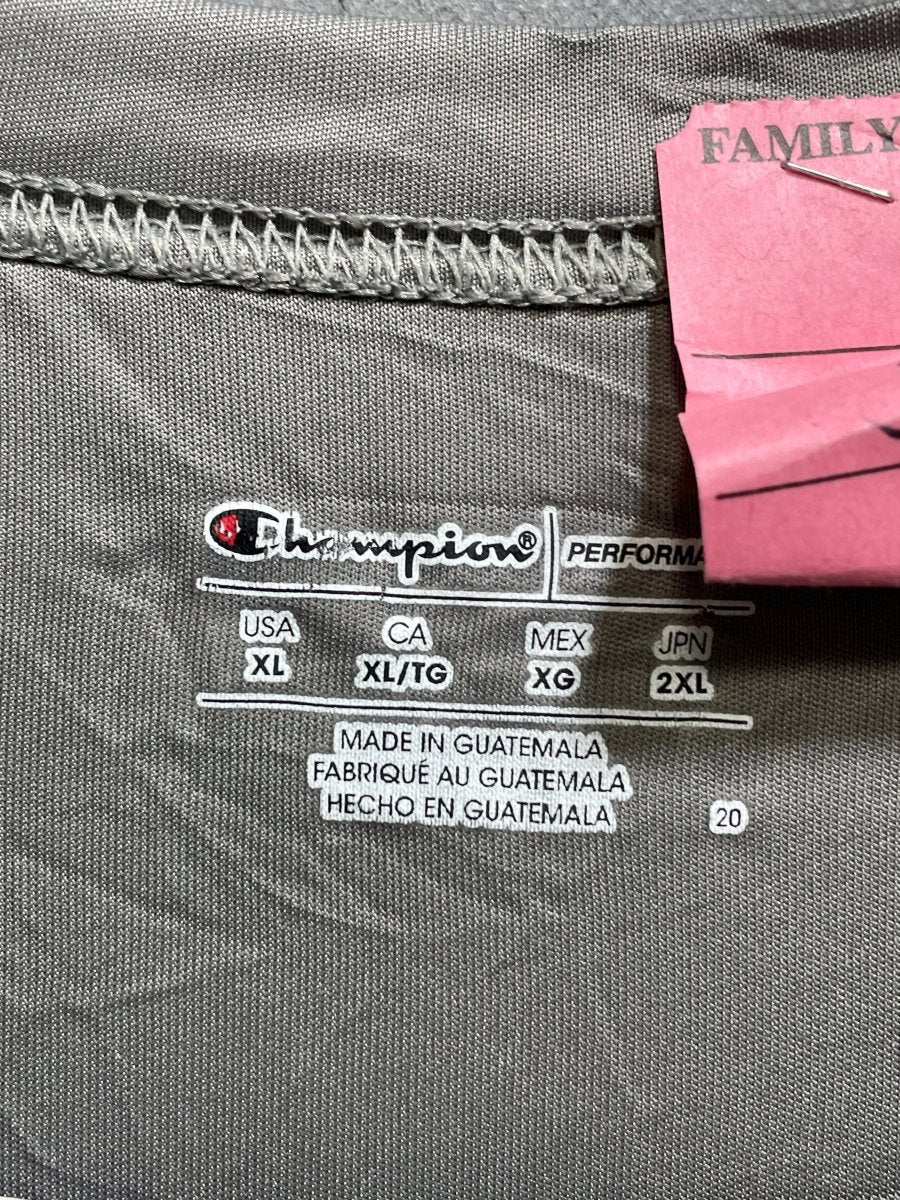 FAMILY
Champion® PERFORMA
USA CA MEX JPN
XL XL/TG XG 2XL
MADE IN GUATEMALA
FABRIQUÉ AU GUATEMALA
HECHO EN GUATEMALA 20